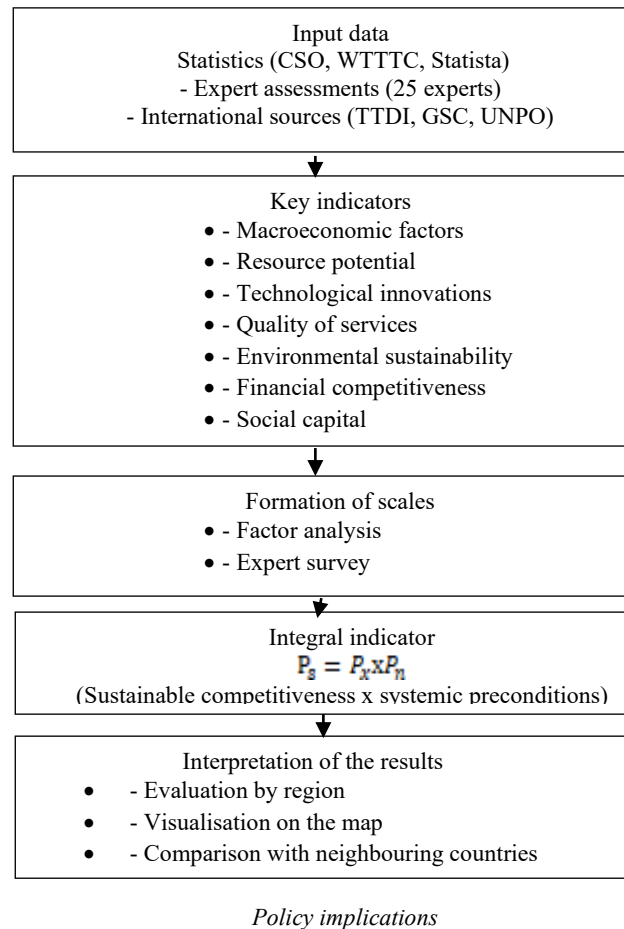 Input data
Statistics (CSO, WTTTC, Statista)
- Expert assessments (25 experts)
- International sources (TTDI, GSC, UNPO)
Key indicators
• - Macroeconomic factors
• - Resource potential
• - Technological innovations
• - Quality of services
• - Environmental sustainability
• - Financial competitiveness
• - Social capital
Formation of scales
• - Factor analysis
• - Expert survey
Integral indicator
P_s = P_x x P_n
(Sustainable competitiveness x systemic preconditions)
Interpretation of the results
• - Evaluation by region
• - Visualisation on the map
• - Comparison with neighbouring countries
Policy implications